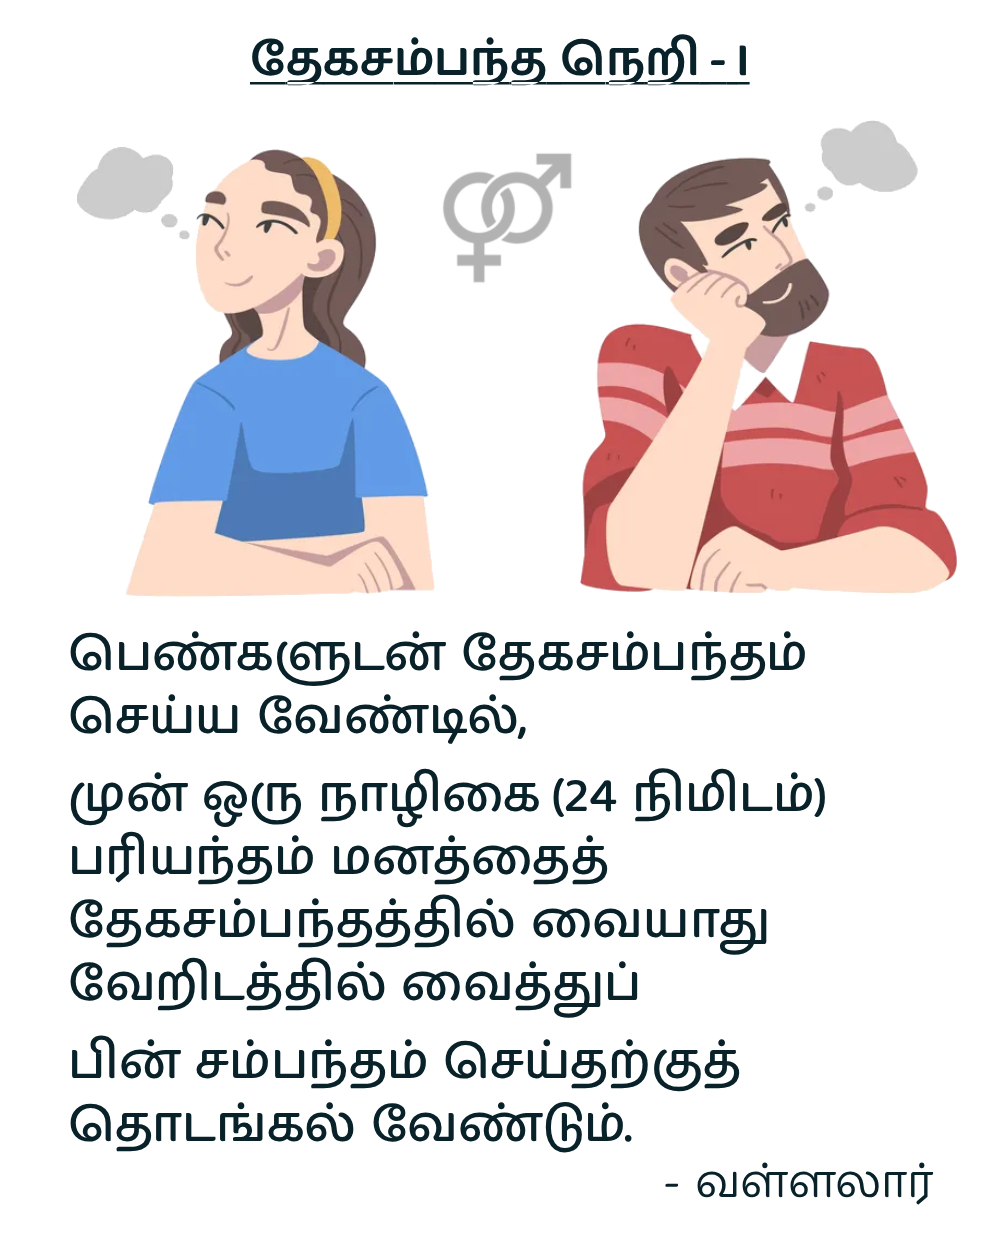 தேகசம்பந்த நெறி - I
பெண்களுடன் தேகசம்பந்தம்
செய்ய வேண்டில்,
முன் ஒரு நாழிகை (24 நிமிடம்)
பரியந்தம் மனத்தைத்
தேகசம்பந்தத்தில் வையாது
வேறிடத்தில் வைத்துப்
பின் சம்பந்தம் செய்தற்குத்
தொடங்கல் வேண்டும்.
- வள்ளலார்